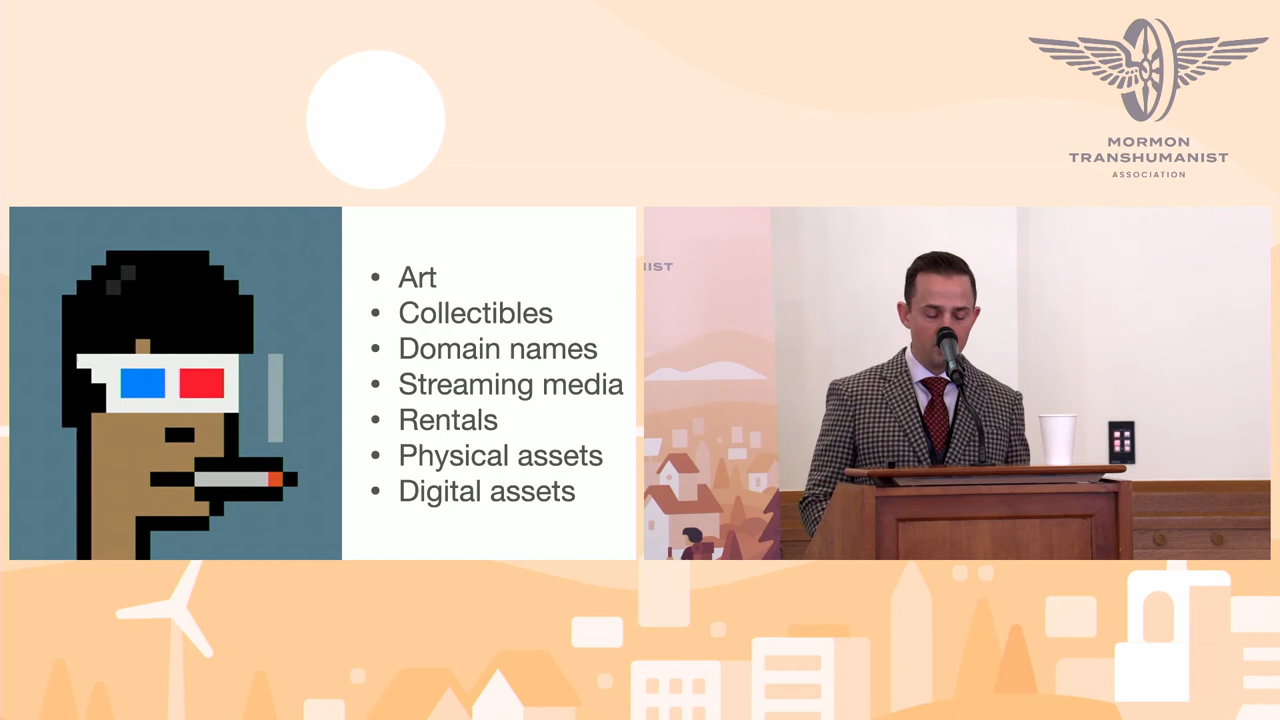 MORMON
TRANSHUMANIST
ASSOCIATION
• Art
• Collectibles
• Domain names
• Streaming media
• Rentals
• Physical assets
• Digital assets
IIST